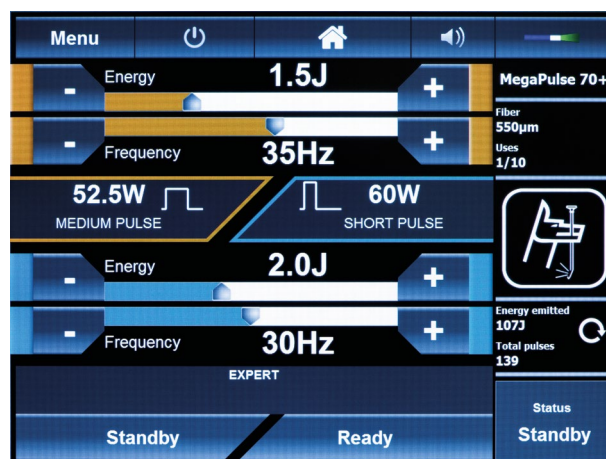 Menu
Energy
1.5J
-
+
MegaPulse 70+
Fiber
550µm
Uses
1/10
-
+
Frequency
35Hz
52.5W
MEDIUM PULSE
60W
SHORT PULSE
Energy
2.0J
-
+
Energy emitted
107J
Total pulses
139
-
+
Frequency
30Hz
EXPERT
Standby
Ready
Status
Standby